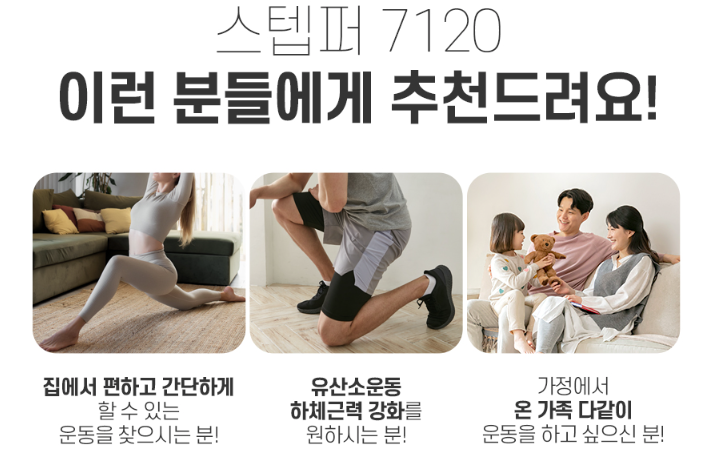 스텝퍼 7120
이런 분들에게 추천드려요!
집에서 편하고 간단하게
할 수 있는
운동을 찾으시는 분!
유산소운동
하체근력 강화를
원하시는 분!
가정에서
온 가족 다같이
운동을 하고 싶으신 분!